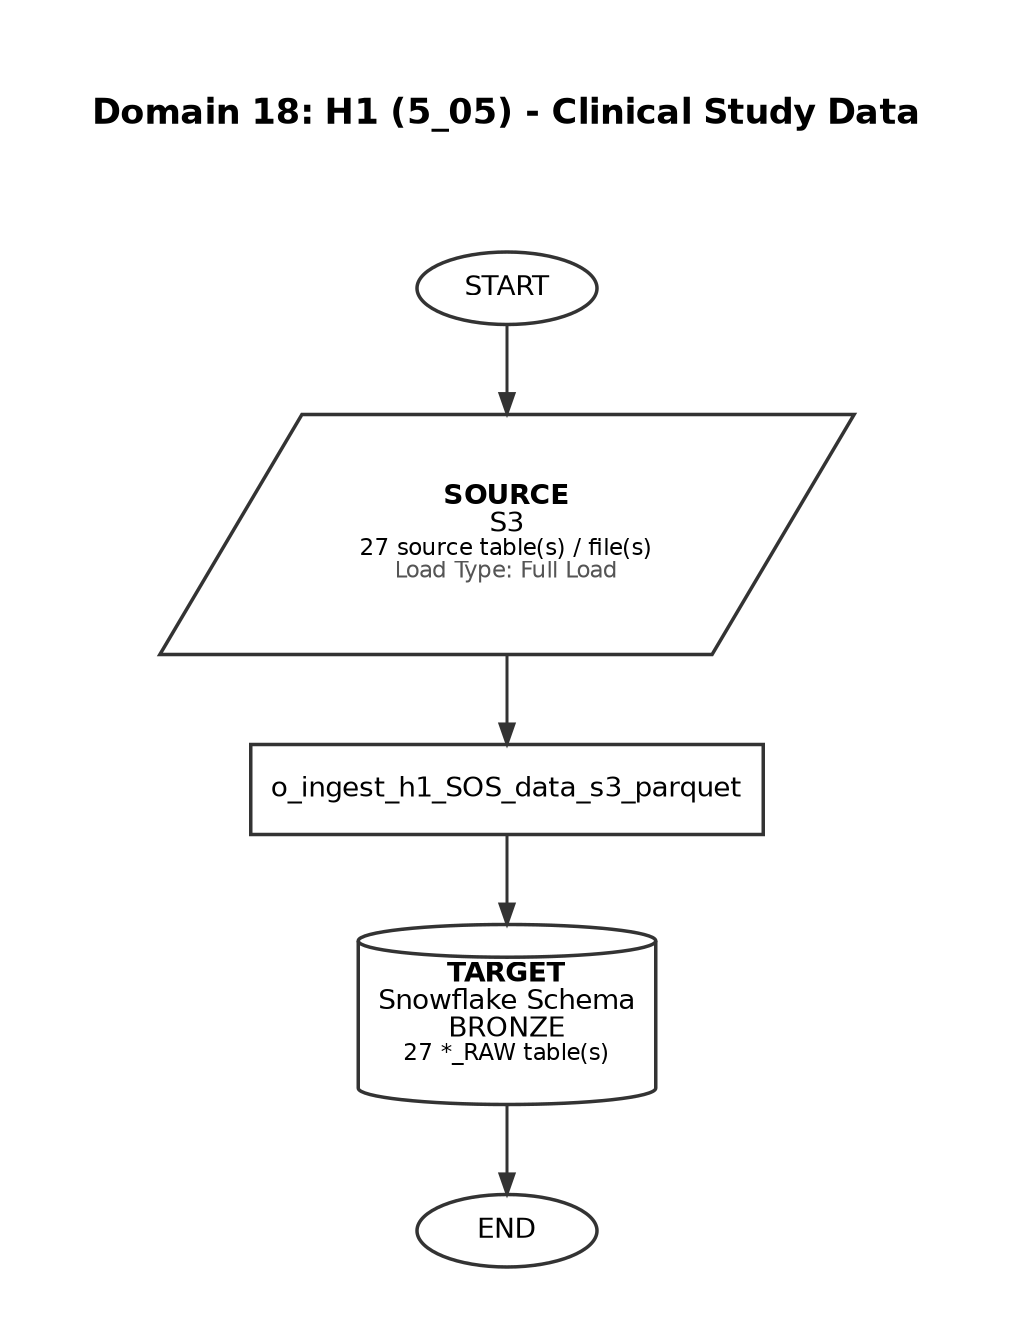 Domain 18: H1 (5_05) - Clinical Study Data
START
SOURCE
S3
27 source table(s) / file(s)
Load Type: Full Load
o_ingest_h1_SOS_data_s3_parquet
TARGET
Snowflake Schema
BRONZE
27 *_RAW table(s)
END